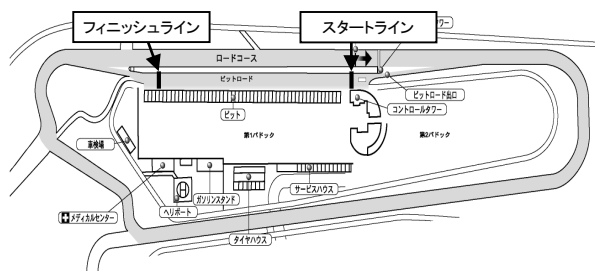 フィニッシュライン
スタートライン
ワー
ロードコース
ピットロード
ピットロード出口
ピット
コントロールタワー
第1パドック
第2パドック
車検場
サービスハウス
ガソリンスタンド
H
ヘリポート
メディカルセンター
タイヤハウス